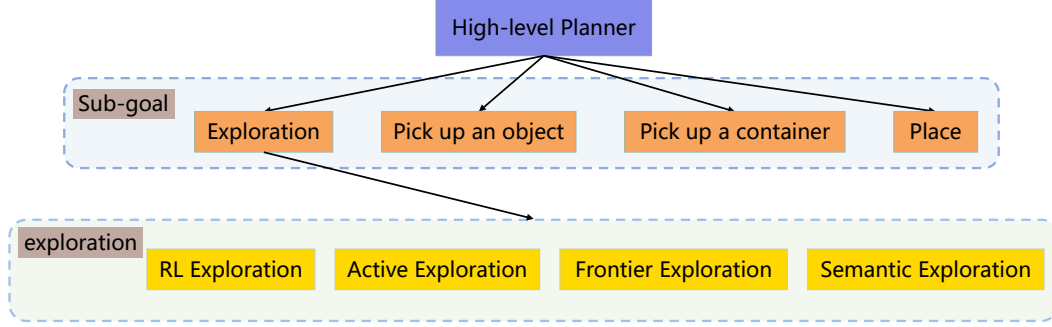 High-level Planner
Sub-goal
Exploration
Pick up an object
Pick up a container
Place
exploration
RL Exploration
Active Exploration
Frontier Exploration
Semantic Exploration